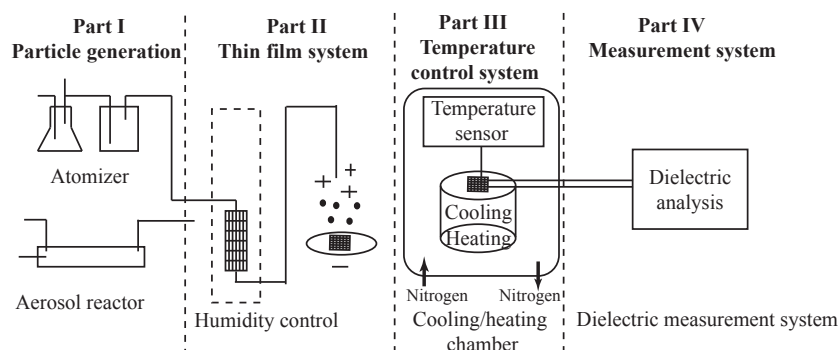 Part I
Particle generation
Part II
Thin film system
Part III
Temperature
control system
Part IV
Measurement system
Atomizer
Aerosol reactor
Humidity control
Temperature
sensor
Cooling
Heating
Nitrogen
Nitrogen
Cooling/heating
chamber
Dielectric
analysis
Dielectric measurement system